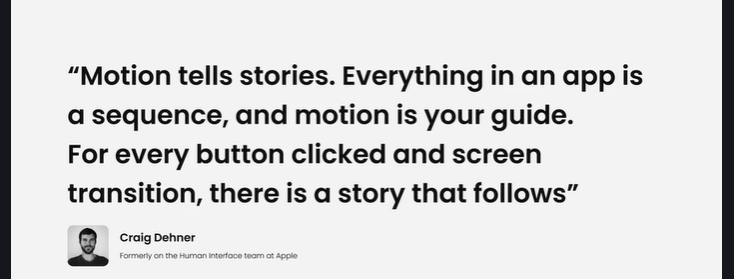 “Motion tells stories. Everything in an app is
a sequence, and motion is your guide.
For every button clicked and screen
transition, there is a story that follows”
Craig Dehner
Formerly on the Human Interface team at Apple